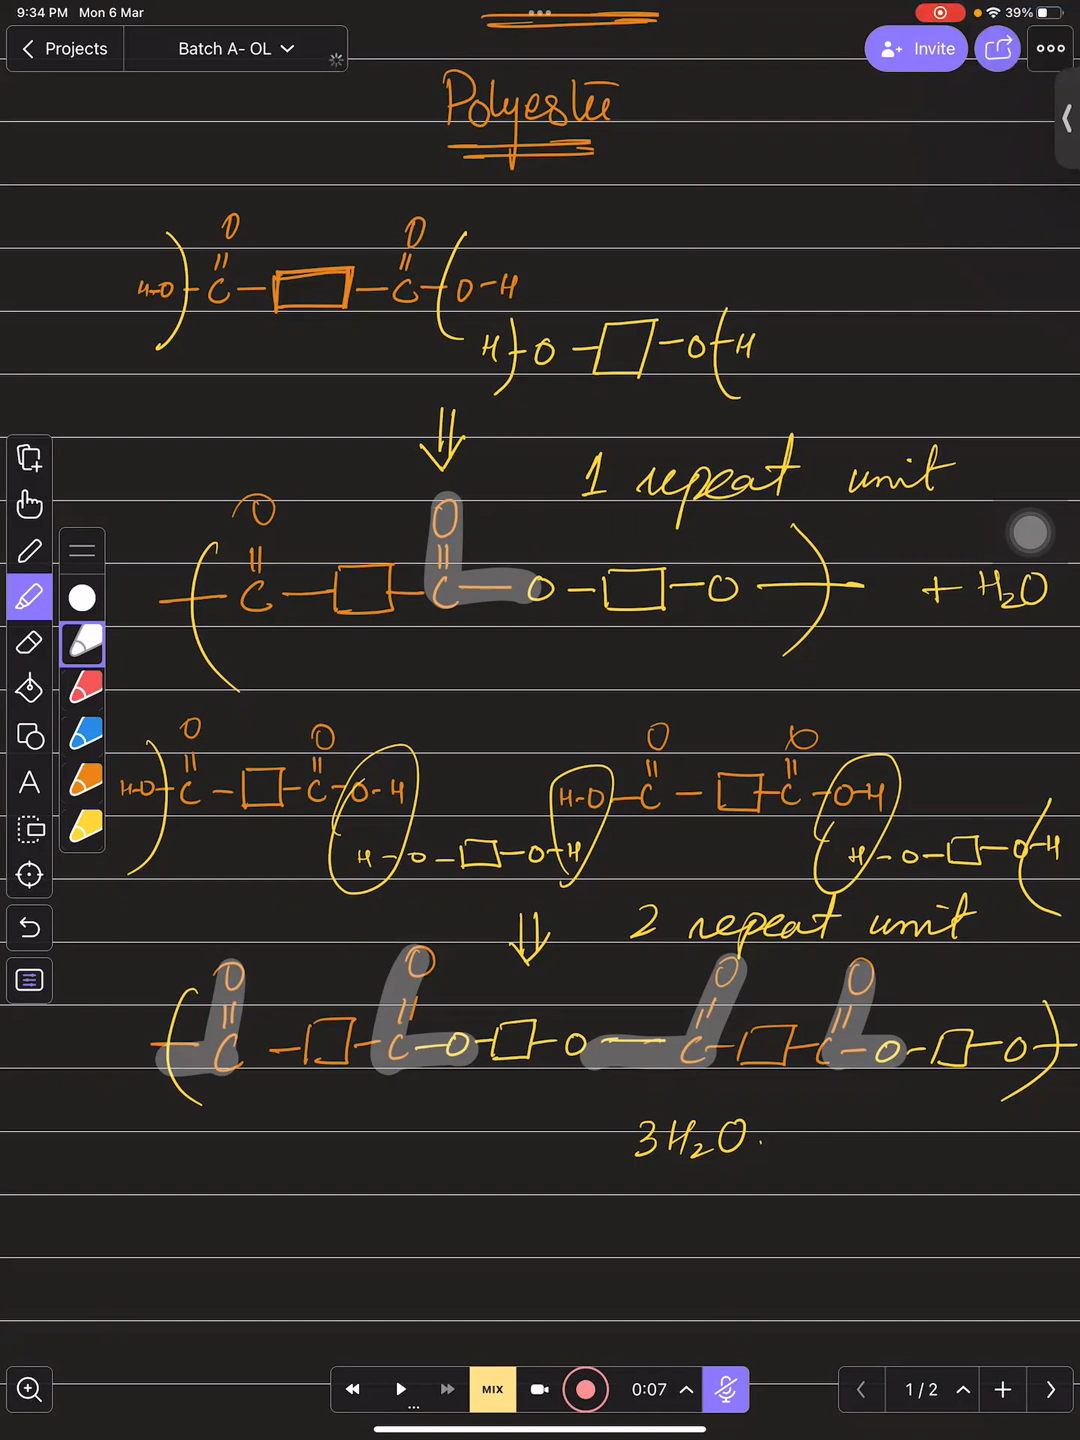 9:34 PM Mon 6 Mar 39%
Projects Batch A- OL Invite
Polyester
O O
H-O C C O-H
H O O H
1 repeat unit
O O
C C O O + H₂O
O O O O
H-O C C O-H H-O C C O-H
H-O O-H H-O O-H
2 repeat unit
O O O O
C C O O C C O O
3H₂O.
A
MIX 0:07 1/2